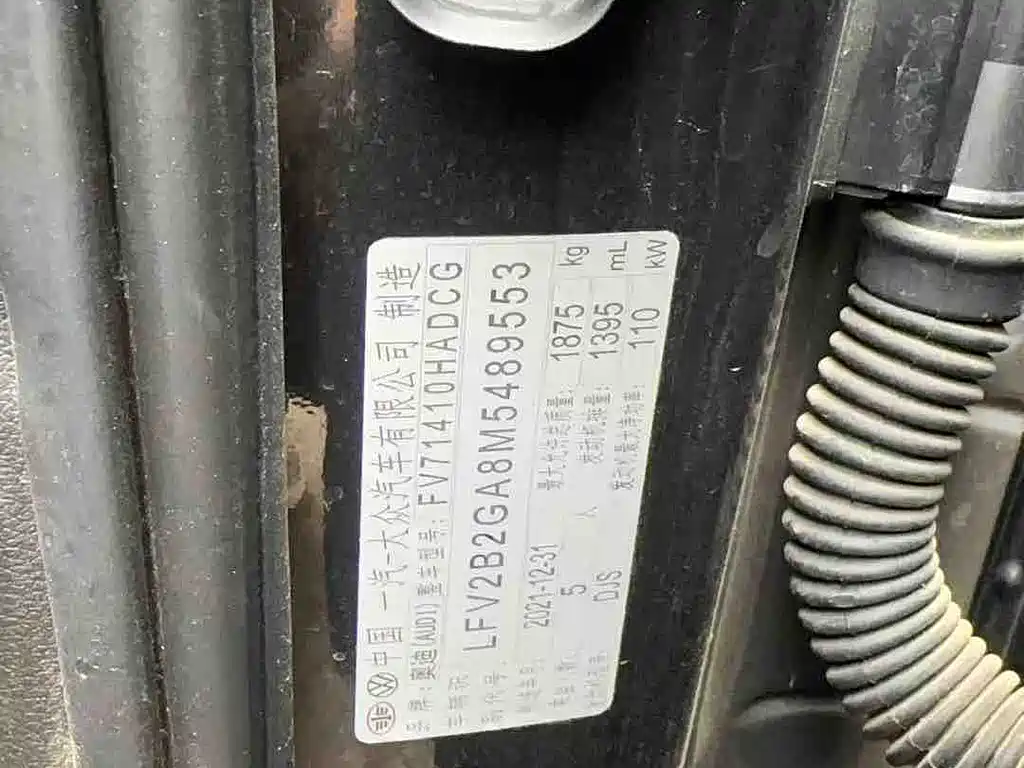 中国 一汽-大众汽车有限公司 制造
品牌:奥迪(AUDI) 整车型号:FV7141OHADCG
LFV2B2GA8M5489553
2021-12-31 最大允许总质量: 1875 kg
5 人 发动机排量: 1395 mL
DJS 发动机最大净功率: 110 kW